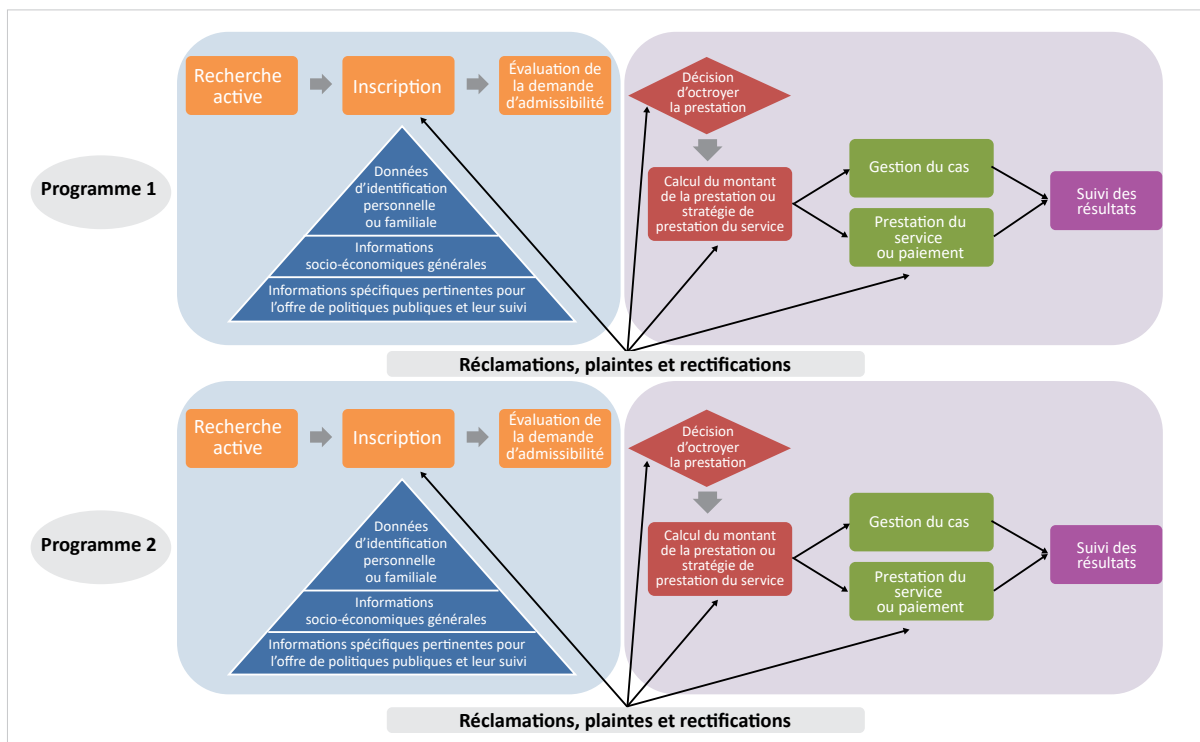 Programme 1
Recherche
active
Inscription
Évaluation de
la demande
d'admissibilité
Données
d'identification
personnelle
ou familiale
Informations
socio-économiques générales
Informations spécifiques pertinentes pour
l'offre de politiques publiques et leur suivi
Décision
d'octroyer
la prestation
Calcul du montant
de la prestation ou
stratégie de
prestation du service
Gestion du cas
Prestation du
service
ou paiement
Suivi des
résultats
Réclamations, plaintes et rectifications
Programme 2
Recherche
active
Inscription
Évaluation de
la demande
d'admissibilité
Données
d'identification
personnelle
ou familiale
Informations
socio-économiques générales
Informations spécifiques pertinentes pour
l'offre de politiques publiques et leur suivi
Décision
d'octroyer
la prestation
Calcul du montant
de la prestation ou
stratégie de
prestation du service
Gestion du cas
Prestation du
service
ou paiement
Suivi des
résultats
Réclamations, plaintes et rectifications